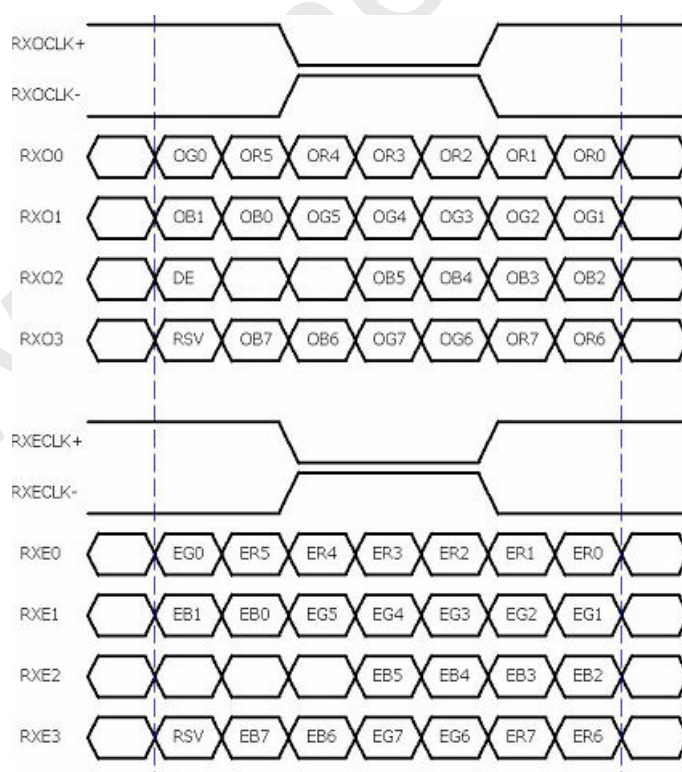 RXOCLK+
RXOCLK-
RXO0 OG0 OR5 OR4 OR3 OR2 OR1 OR0
RXO1 OB1 OB0 OG5 OG4 OG3 OG2 OG1
RXO2 DE OB5 OB4 OB3 OB2
RXO3 RSV OB7 OB6 OG7 OG6 OR7 OR6
RXECLK+
RXECLK-
RXE0 EG0 ER5 ER4 ER3 ER2 ER1 ER0
RXE1 EB1 EB0 EG5 EG4 EG3 EG2 EG1
RXE2 EB5 EB4 EB3 EB2
RXE3 RSV EB7 EB6 EG7 EG6 ER7 ER6